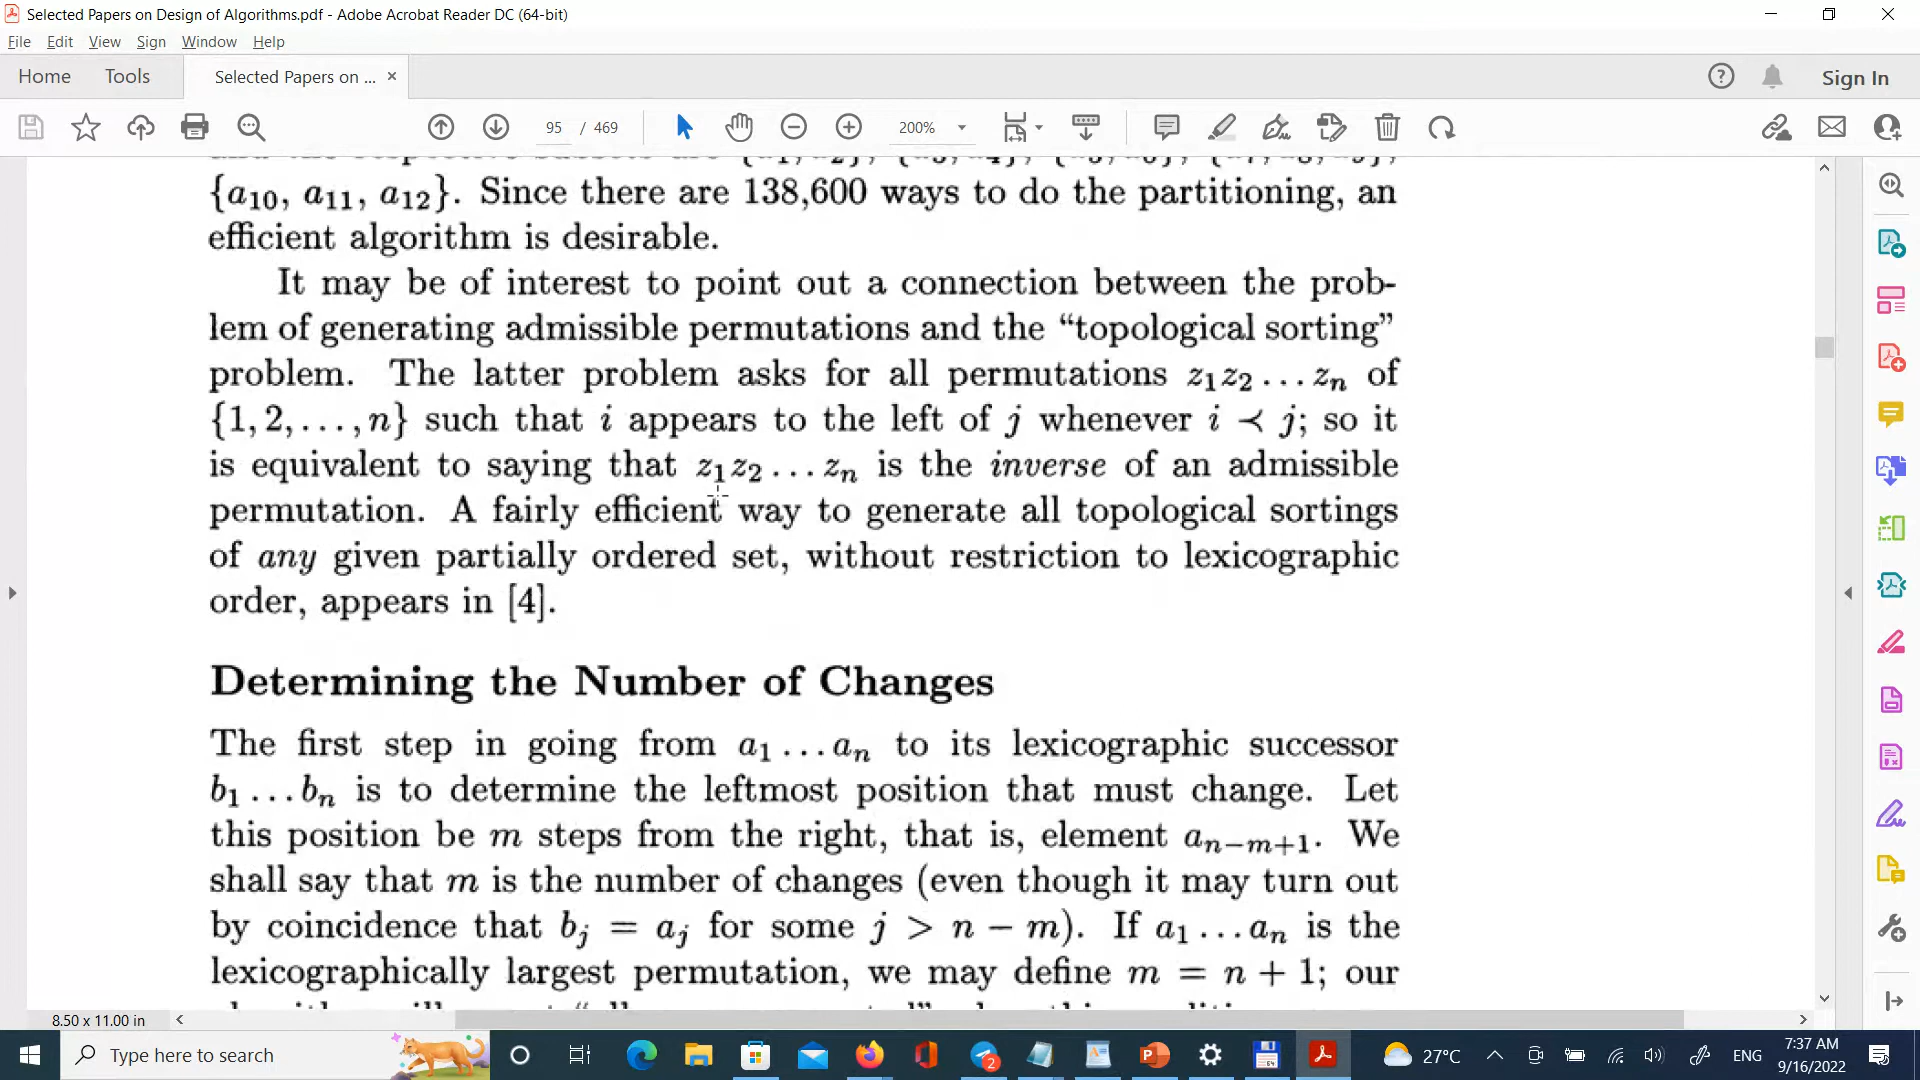 Selected Papers on Design of Algorithms.pdf - Adobe Acrobat Reader DC (64-bit)
File Edit View Sign Window Help
Home Tools Selected Papers on ... × Sign In
95 / 469 200%
{a10, a11, a12}. Since there are 138,600 ways to do the partitioning, an
efficient algorithm is desirable.
It may be of interest to point out a connection between the prob-
lem of generating admissible permutations and the “topological sorting”
problem. The latter problem asks for all permutations z1z2 . . . zn of
{1, 2, . . . , n} such that i appears to the left of j whenever i ≺ j; so it
is equivalent to saying that z1z2 . . . zn is the inverse of an admissible
permutation. A fairly efficient way to generate all topological sortings
of any given partially ordered set, without restriction to lexicographic
order, appears in [4].
Determining the Number of Changes
The first step in going from a1 . . . an to its lexicographic successor
b1 . . . bn is to determine the leftmost position that must change. Let
this position be m steps from the right, that is, element an−m+1. We
shall say that m is the number of changes (even though it may turn out
by coincidence that bj = aj for some j > n − m). If a1 . . . an is the
lexicographically largest permutation, we may define m = n + 1; our
8.50 x 11.00 in
Type here to search 2 27°C ENG 7:37 AM
9/16/2022